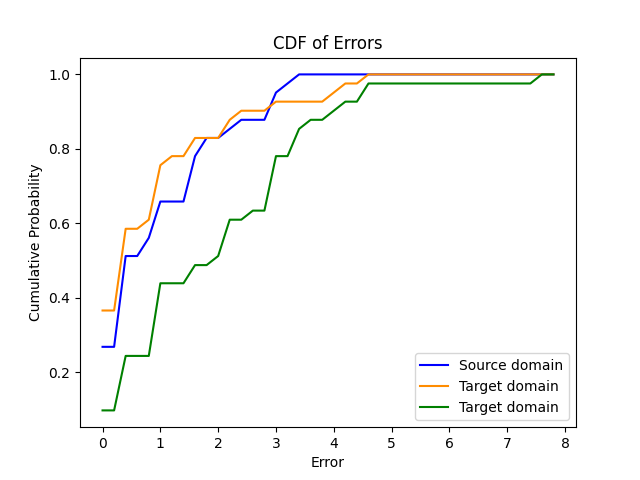 CDF of Errors
1.0
0.8
0.6
0.4
0.2
Cumulative Probability
Source domain
Target domain
Target domain
0 1 2 3 4 5 6 7 8
Error